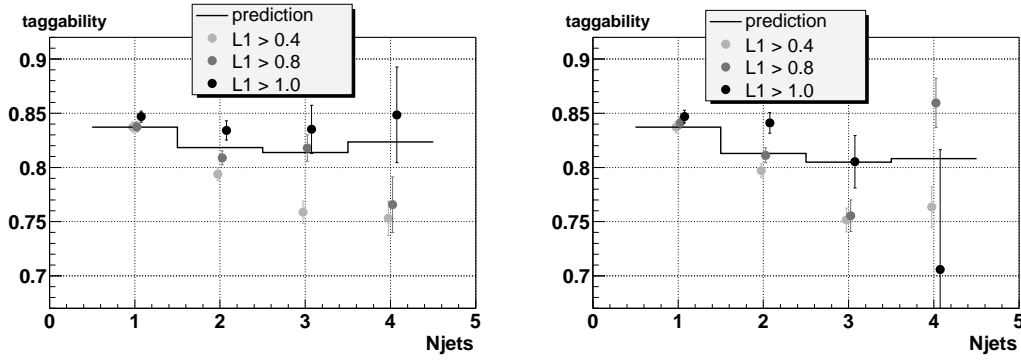 taggability
prediction
L1 > 0.4
L1 > 0.8
L1 > 1.0
0.9
0.85
0.8
0.75
0.7
0 1 2 3 4 5
Njets
taggability
prediction
L1 > 0.4
L1 > 0.8
L1 > 1.0
0.9
0.85
0.8
0.75
0.7
0 1 2 3 4 5
Njets